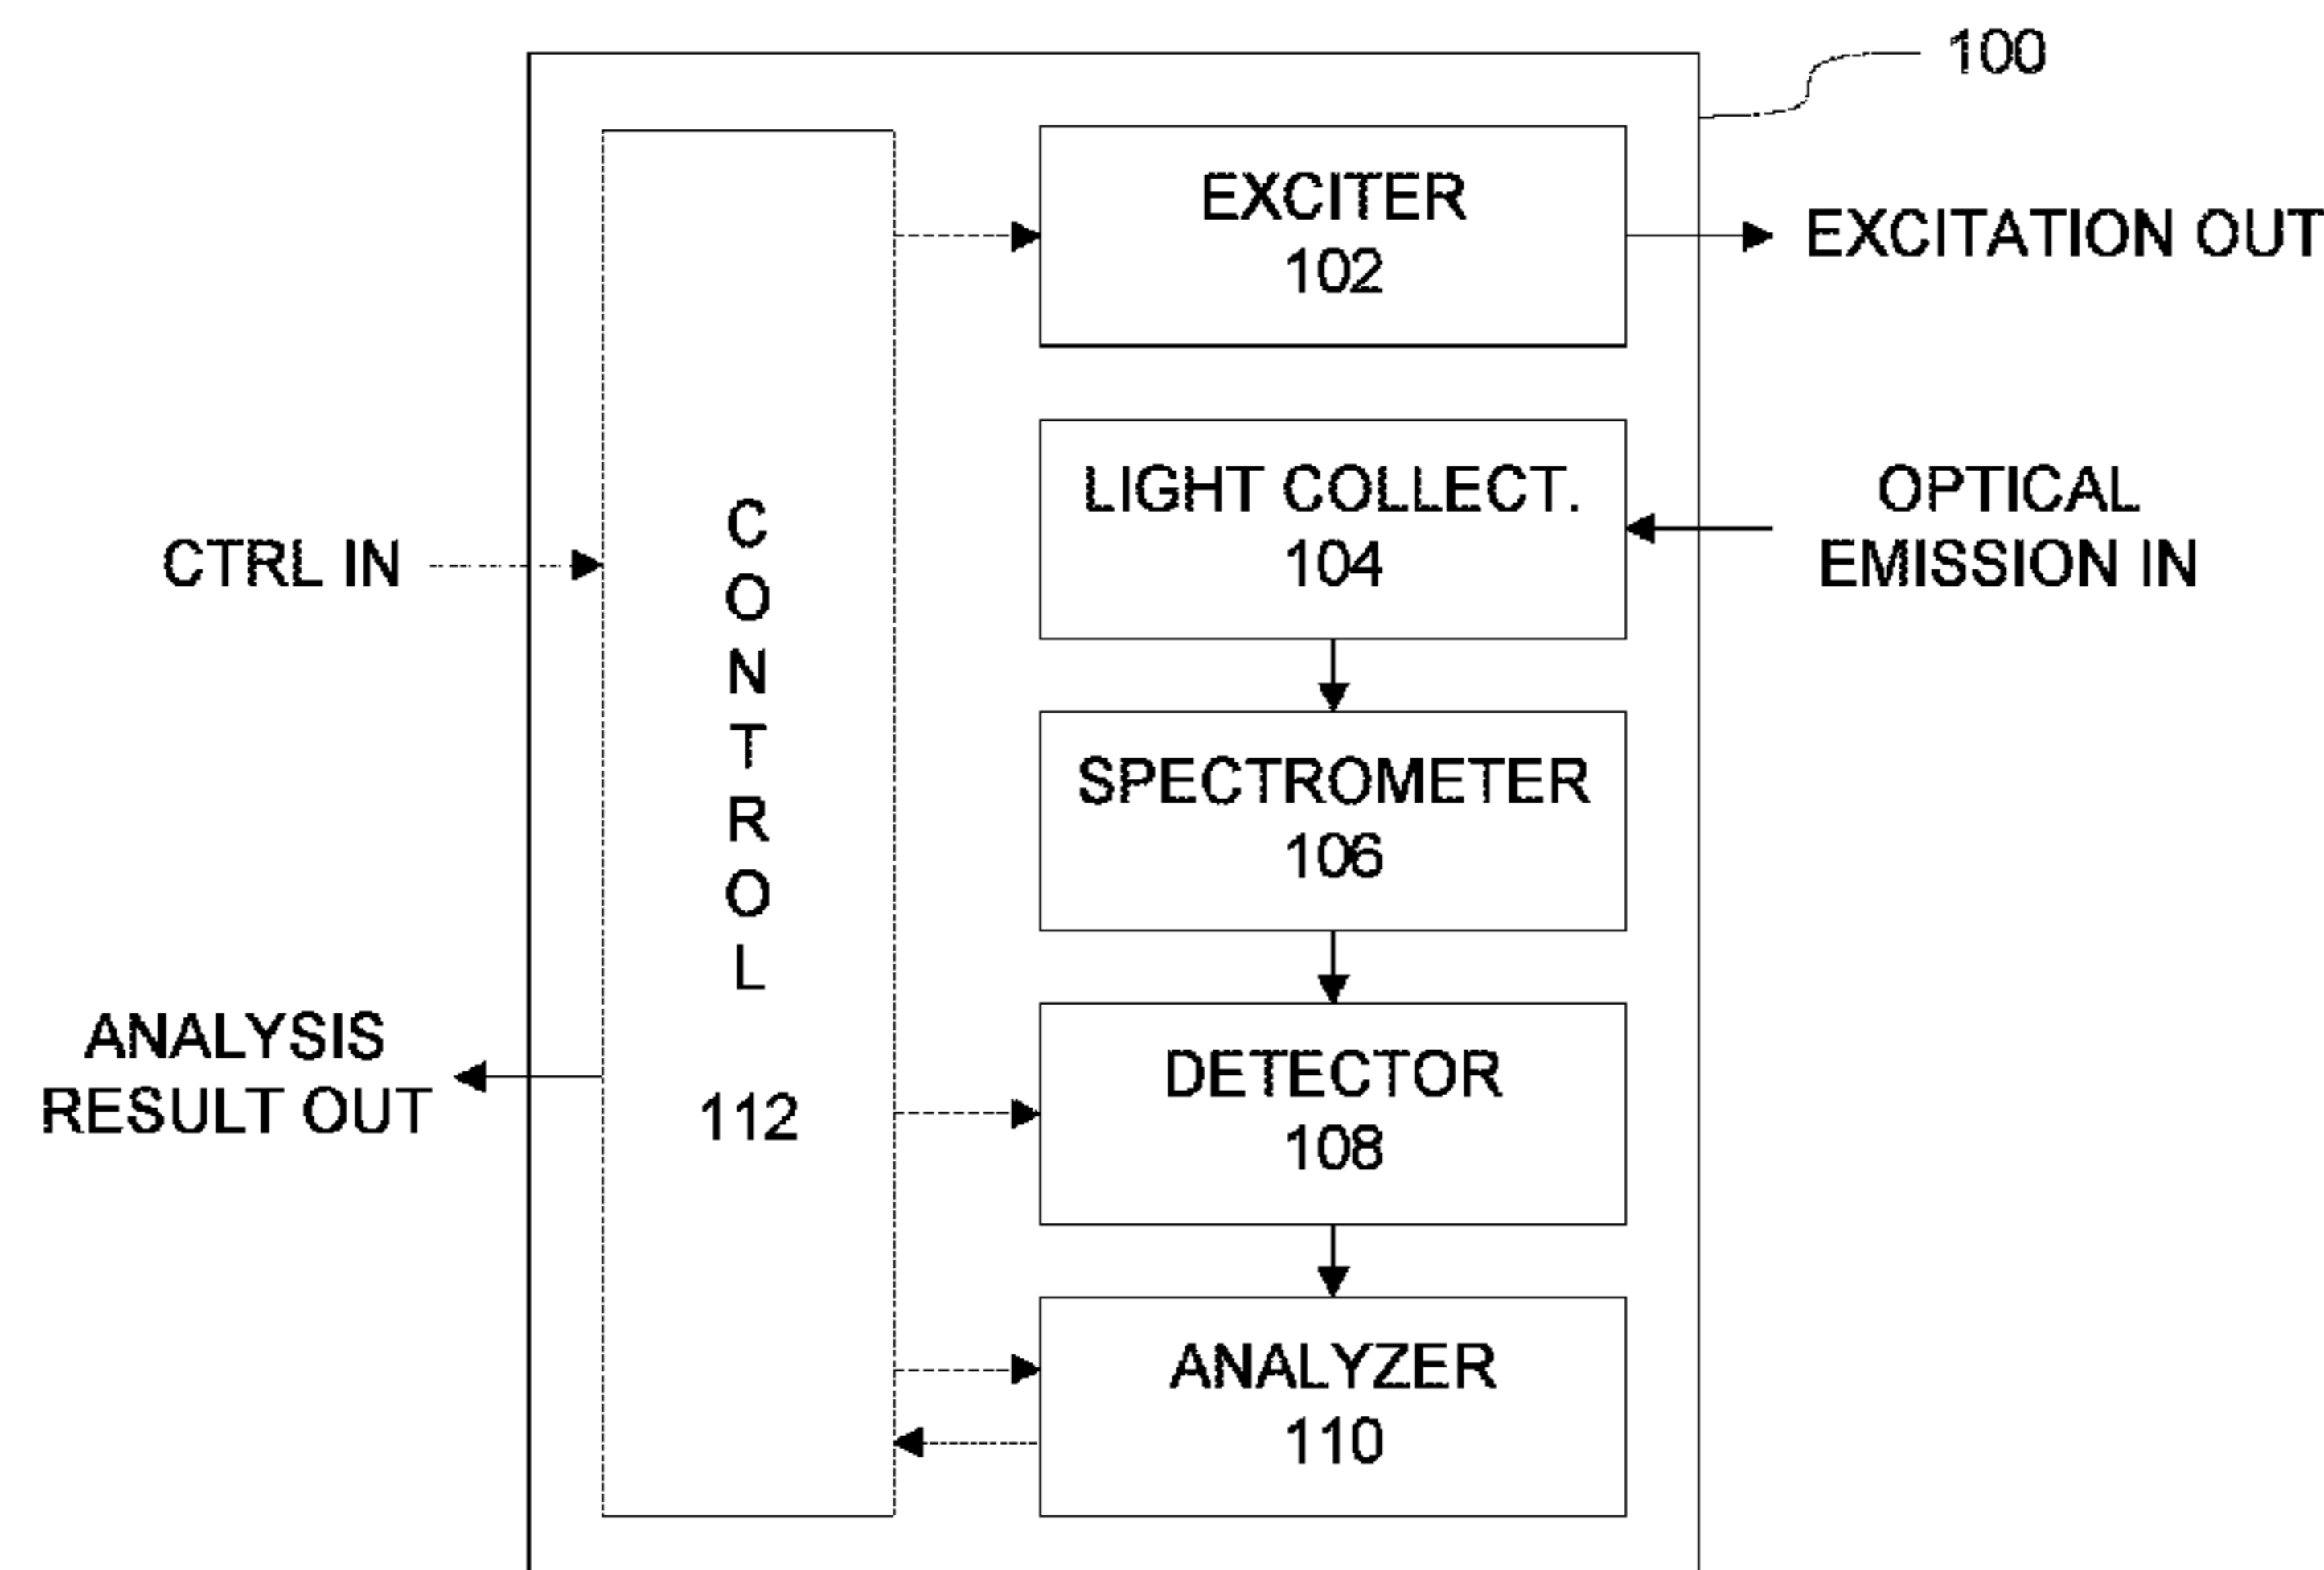 100
EXCITER
102
EXCITATION OUT
LIGHT COLLECT.
104
OPTICAL
EMISSION IN
CTRL IN
CONTROL
112
SPECTROMETER
106
ANALYSIS
RESULT OUT
DETECTOR
108
ANALYZER
110